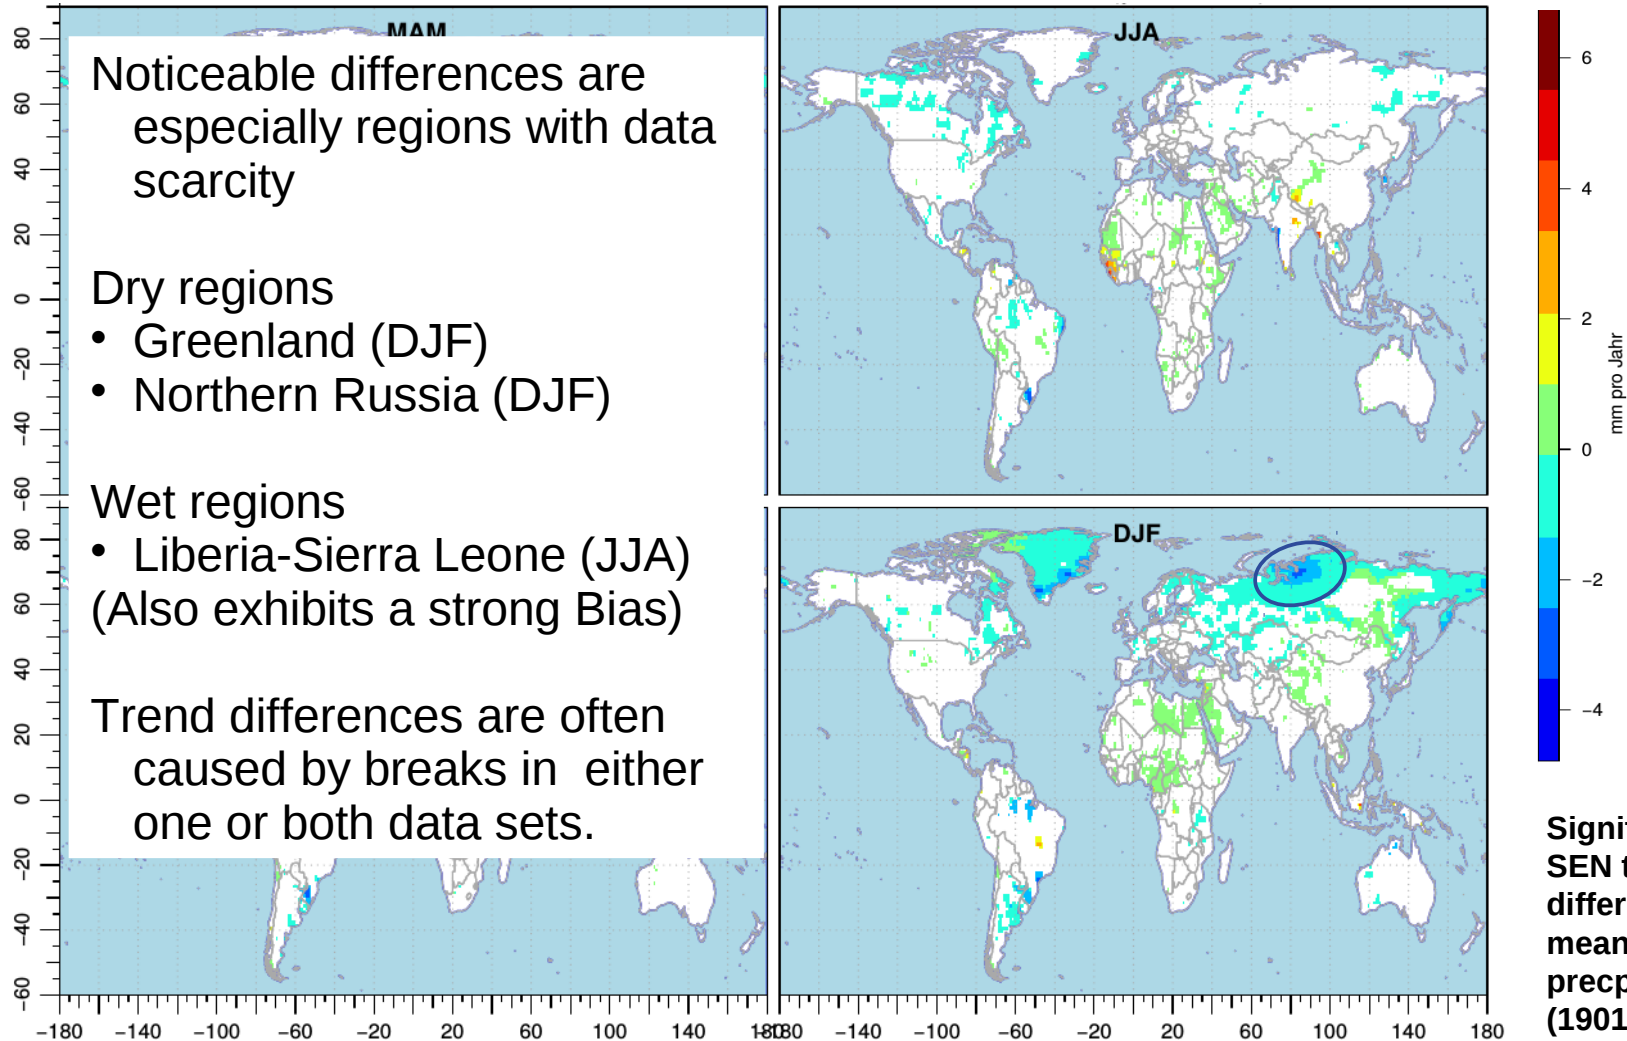 MAM
JJA
Noticeable differences are
especially regions with data
scarcity
Dry regions
• Greenland (DJF)
• Northern Russia (DJF)
Wet regions
• Liberia-Sierra Leone (JJA)
(Also exhibits a strong Bias)
Trend differences are often
caused by breaks in either
one or both data sets.
DJF
80
60
40
20
0
−20
−40
−60
80
60
40
20
0
−20
−40
−60
−180 −140 −100 −60 −20 20 60 100 140
−140 −100 −60 −20 20 60 100 140 180
6
4
2
0
−2
−4
mm pro Jahr
SEN
mean
(1901